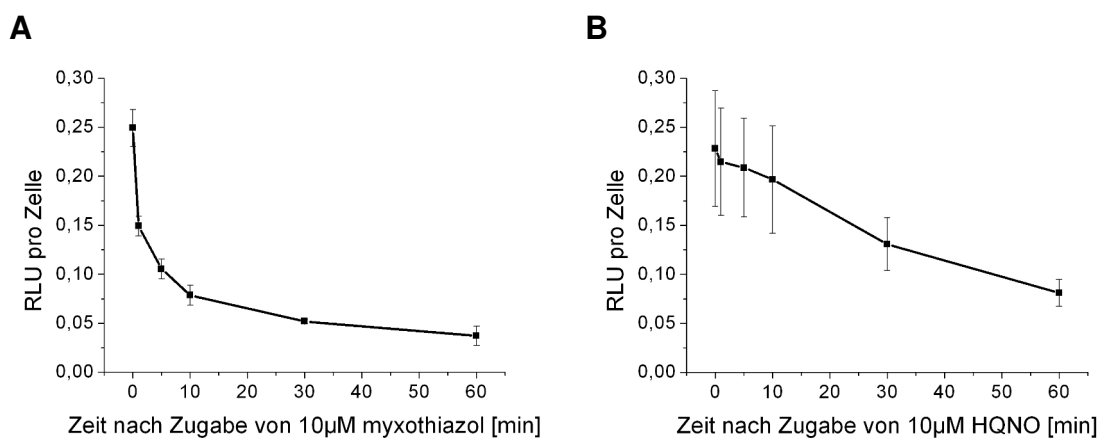 A
0,30
0,25
0,20
0,15
0,10
0,05
0,00
RLU pro Zelle
0 10 20 30 40 50 60
Zeit nach Zugabe von 10µM myxothiazol [min]
B
0,30
0,25
0,20
0,15
0,10
0,05
0,00
RLU pro Zelle
0 10 20 30 40 50 60
Zeit nach Zugabe von 10µM HQNO [min]